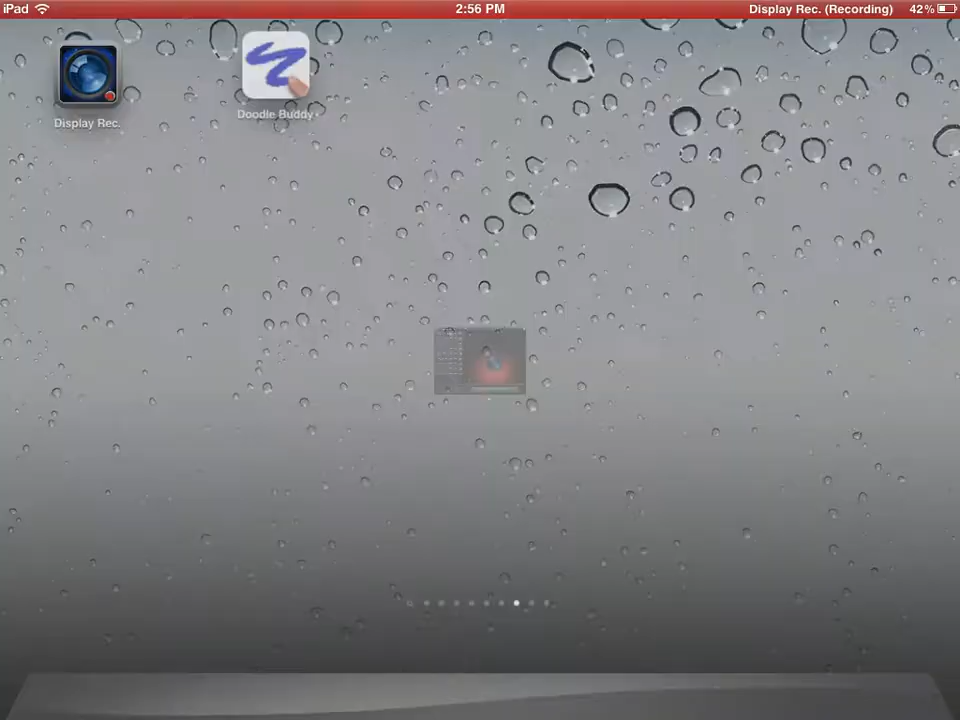 iPad 2:56 PM Display Rec. (Recording) 42%
Display Rec.
Doodle Buddy